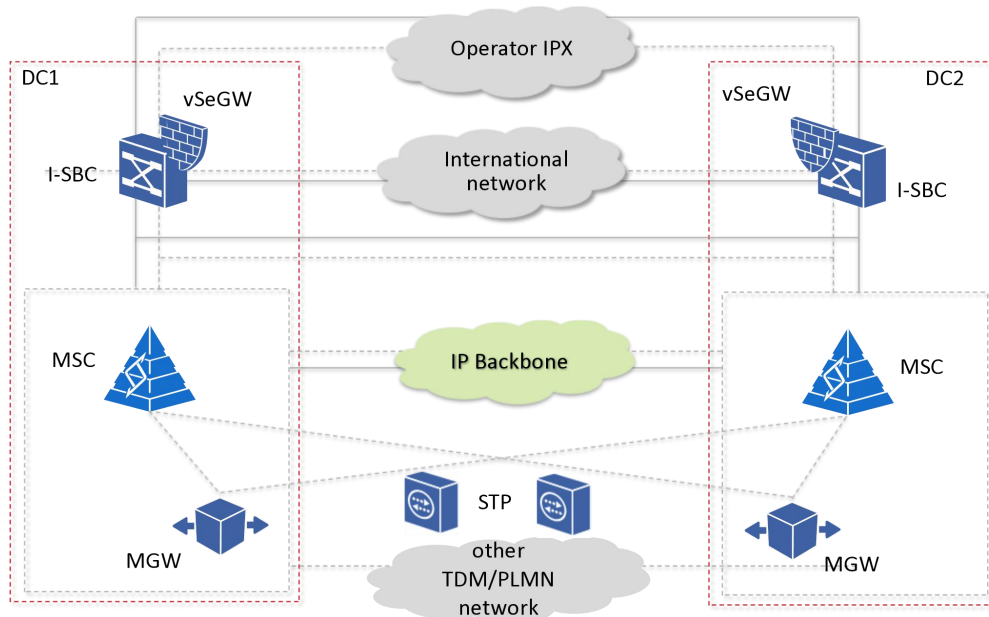 Operator IPX
DC1
DC2
vSeGW
vSeGW
International
network
I-SBC
I-SBC
MSC
IP Backbone
MSC
STP
MGW
other
TDM/PLMN
network
MGW